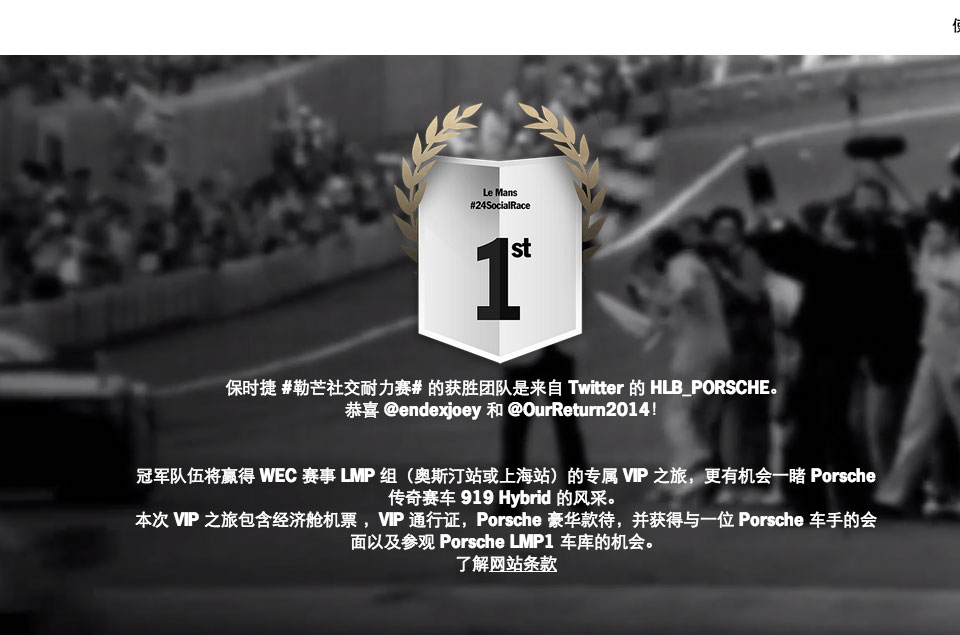 使
Le Mans
#24SocialRace
1st
保时捷 #勒芒社交耐力赛# 的获胜团队是来自 Twitter 的 HLB_PORSCHE。
恭喜 @endexjoey 和 @OurReturn2014！
冠军队伍将赢得 WEC 赛事 LMP 组（奥斯汀站或上海站）的专属 VIP 之旅，更有机会一睹 Porsche
传奇赛车 919 Hybrid 的风采。
本次 VIP 之旅包含经济舱机票 ，VIP 通行证，Porsche 豪华款待，并获得与一位 Porsche 车手的会
面以及参观 Porsche LMP1 车库的机会。
了解网站条款